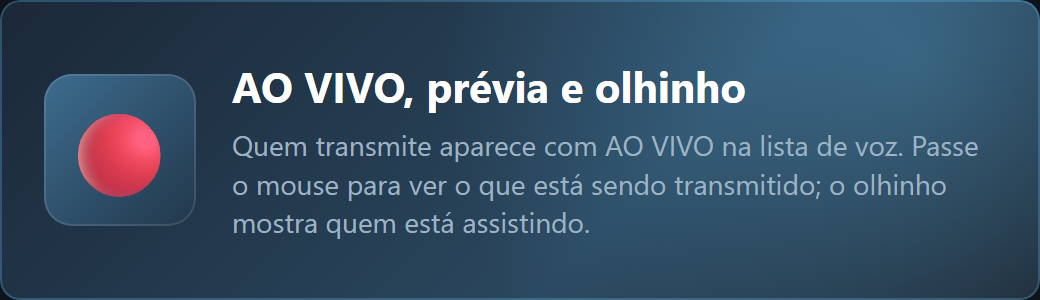 AO VIVO, prévia e olhinho
Quem transmite aparece com AO VIVO na lista de voz. Passe
o mouse para ver o que está sendo transmitido; o olhinho
mostra quem está assistindo.